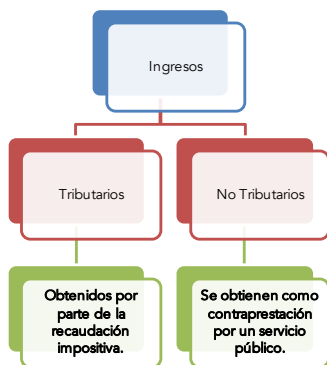 Ingresos
Tributarios
No Tributarios
Obtenidos por
parte de la
recaudación
impositiva.
Se obtienen como
contraprestación
por un servicio
público.